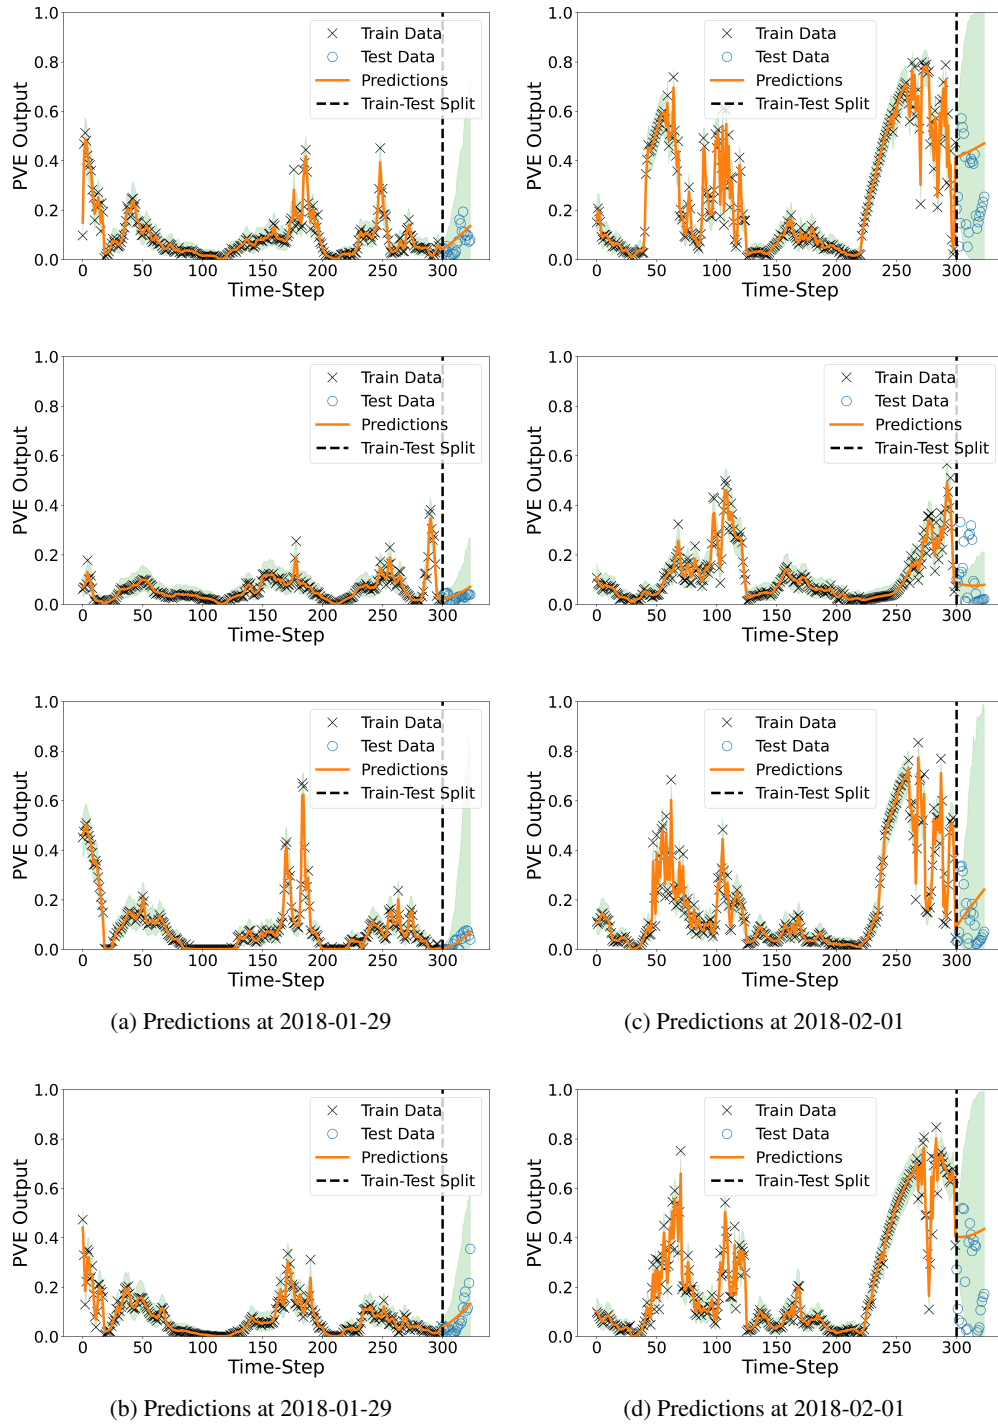 1.0
0.8
0.6
0.4
0.2
0.0
PVE Output
Train Data
Test Data
Predictions
Train-Test Split
0 50 100 150 200 250 300
Time-Step
1.0
0.8
0.6
0.4
0.2
0.0
PVE Output
Train Data
Test Data
Predictions
Train-Test Split
0 50 100 150 200 250 300
Time-Step
1.0
0.8
0.6
0.4
0.2
0.0
PVE Output
Train Data
Test Data
Predictions
Train-Test Split
0 50 100 150 200 250 300
Time-Step
1.0
0.8
0.6
0.4
0.2
0.0
PVE Output
Train Data
Test Data
Predictions
Train-Test Split
0 50 100 150 200 250 300
Time-Step
1.0
0.8
0.6
0.4
0.2
0.0
PVE Output
Train Data
Test Data
Predictions
Train-Test Split
0 50 100 150 200 250 300
Time-Step
1.0
0.8
0.6
0.4
0.2
0.0
PVE Output
Train Data
Test Data
Predictions
Train-Test Split
0 50 100 150 200 250 300
Time-Step
(a) Predictions at 2018-01-29
(c) Predictions at 2018-02-01
1.0
0.8
0.6
0.4
0.2
0.0
PVE Output
Train Data
Test Data
Predictions
Train-Test Split
0 50 100 150 200 250 300
Time-Step
1.0
0.8
0.6
0.4
0.2
0.0
PVE Output
Train Data
Test Data
Predictions
Train-Test Split
0 50 100 150 200 250 300
Time-Step
(b) Predictions at 2018-01-29
(d) Predictions at 2018-02-01